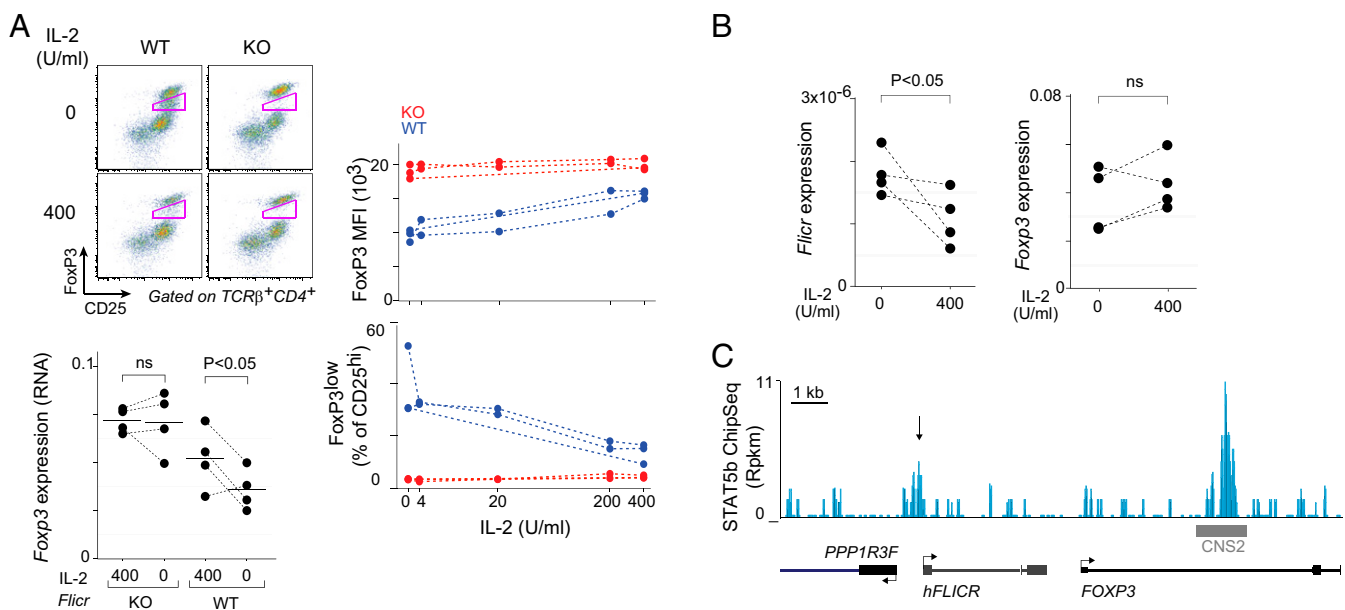 A
IL-2
(U/ml)
WT
KO
0
400
FoxP3
CD25
Gated on TCRβ+CD4+
KO
WT
20
10
0
FoxP3 MFI (10³)
60
0
FoxP3low
(% of CD25hi)
0 4 20 200 400
IL-2 (U/ml)
0.1
0
Foxp3 expression (RNA)
ns
P<0.05
IL-2 400 0 400 0
Flicr KO WT
B
P<0.05
3x10-6
0
Flicr expression
IL-2
(U/ml)
0 400
ns
0.08
0
Foxp3 expression
IL-2
(U/ml)
0 400
C
11
0
STAT5b ChipSeq
(Rpkm)
1 kb
CNS2
PPP1R3F
hFLICR
FOXP3